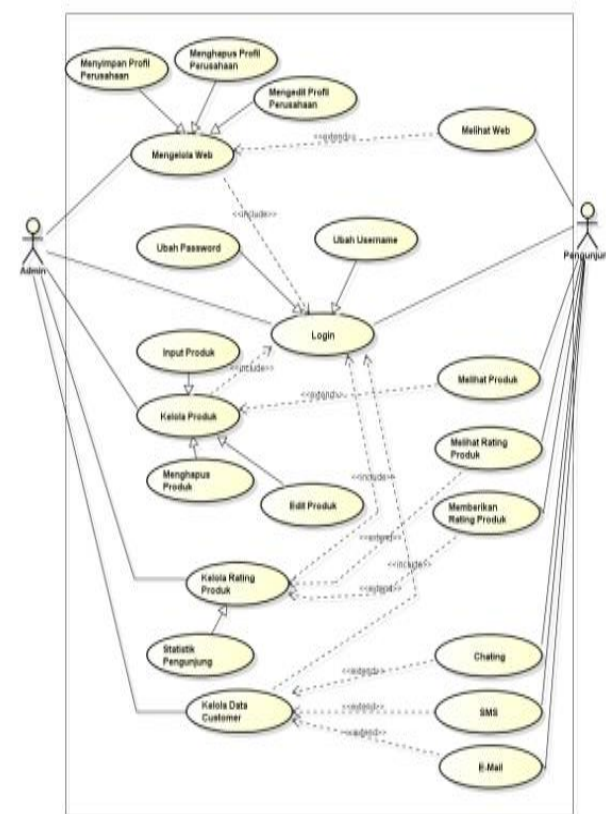 Menghapus Profil
Perusahaan
Menyimpan Profil
Perusahaan
Mengedit Profil
Perusahaan
Mengelola Web
<<extend>>
Melihat Web
<<include>>
Ubah Password
Ubah Username
Admin
Pengunjun
Login
Input Produk
<<include>>
Kelola Produk
<<extend>>
Melihat Produk
Menghapus
Produk
Edit Produk
Melihat Rating
Produk
<<include>>
Memberikan
Rating Produk
<<extend>>
<<include>>
Kelola Rating
Produk
<<extend>>
Statistik
Pengunjung
Chating
<<extend>>
Kelola Data
Customer
<<extend>>
SMS
<<extend>>
E-Mail